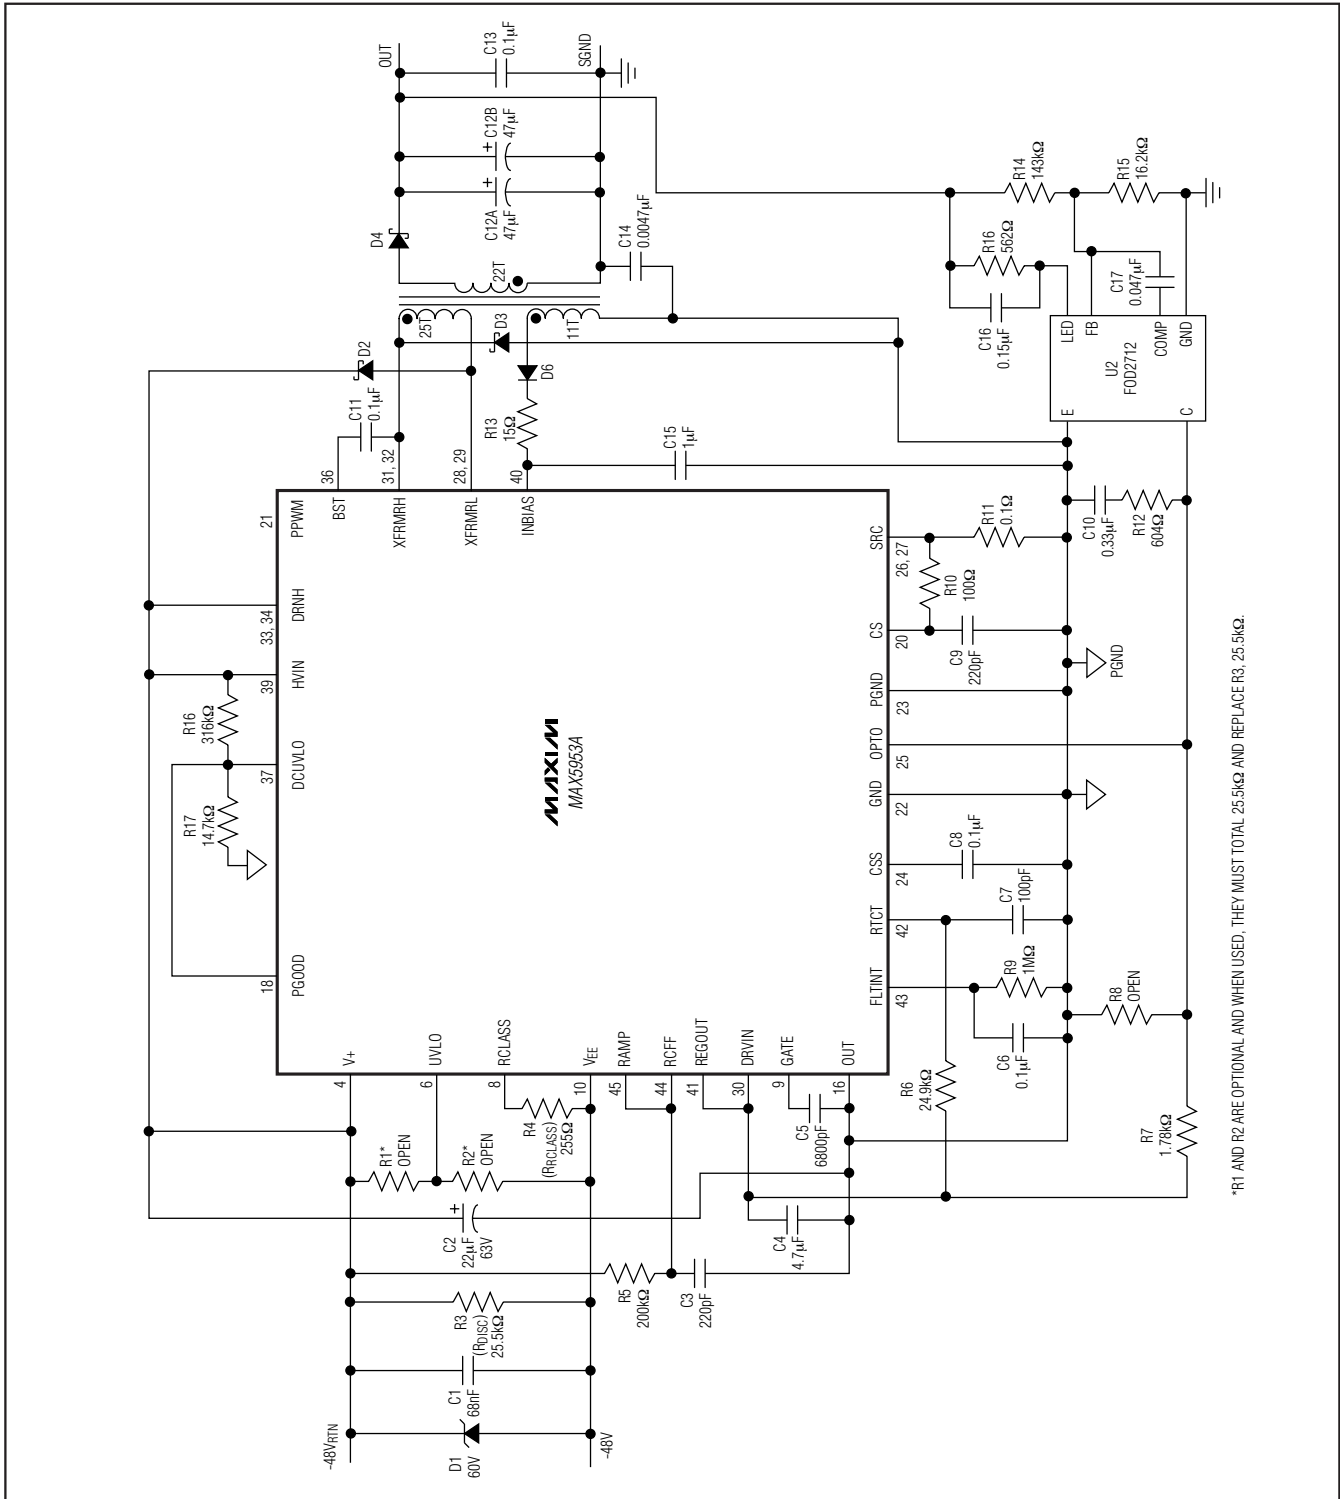 -48VRTN
D1
60V
-48V
C1
68nF
R3
(RDISC)
25.5kΩ
R5
200kΩ
C3
220pF
C2
22µF
63V
+
C4
4.7µF
R1*
OPEN
R2*
OPEN
R4
(RRCLASS)
255Ω
C5
6800pF
4
6
8
10
45
44
41
30
9
16
V+
UVLO
RCLASS
VEE
RAMP
RCFF
REGOUT
DRVIN
GATE
OUT
18
PGOOD
R17
14.7kΩ
37
DCUVLO
R16
316kΩ
39
HVIN
33, 34
DRNH
21
PPWM
MAXIM
MAX5953A
FLTINT
43
RTCT
42
CSS
24
GND
22
OPTO
25
PGND
23
CS
20
SRC
26, 27
R7
1.78kΩ
R6
24.9kΩ
C6
0.1µF
R9
1MΩ
R8
OPEN
C7
100pF
C8
0.1µF
PGND
C9
220pF
R10
100Ω
R11
0.1Ω
C10
0.33µF
R12
604Ω
BST
XFRMRH
XFRMRL
INBIAS
36
31, 32
28, 29
40
C11
0.1µF
D2
R13
15Ω
D6
D3
C15
1µF
25T
11T
22T
D4
C14
0.0047µF
C12A
47µF
+
C12B
47µF
+
C13
0.1µF
OUT
SGND
E
C
U2
FOD2712
LED
FB
COMP
GND
C16
0.15µF
R16
562Ω
C17
0.047µF
R14
143kΩ
R15
16.2kΩ
*R1 AND R2 ARE OPTIONAL AND WHEN USED, THEY MUST TOTAL 25.5kΩ AND REPLACE R3, 25.5kΩ.